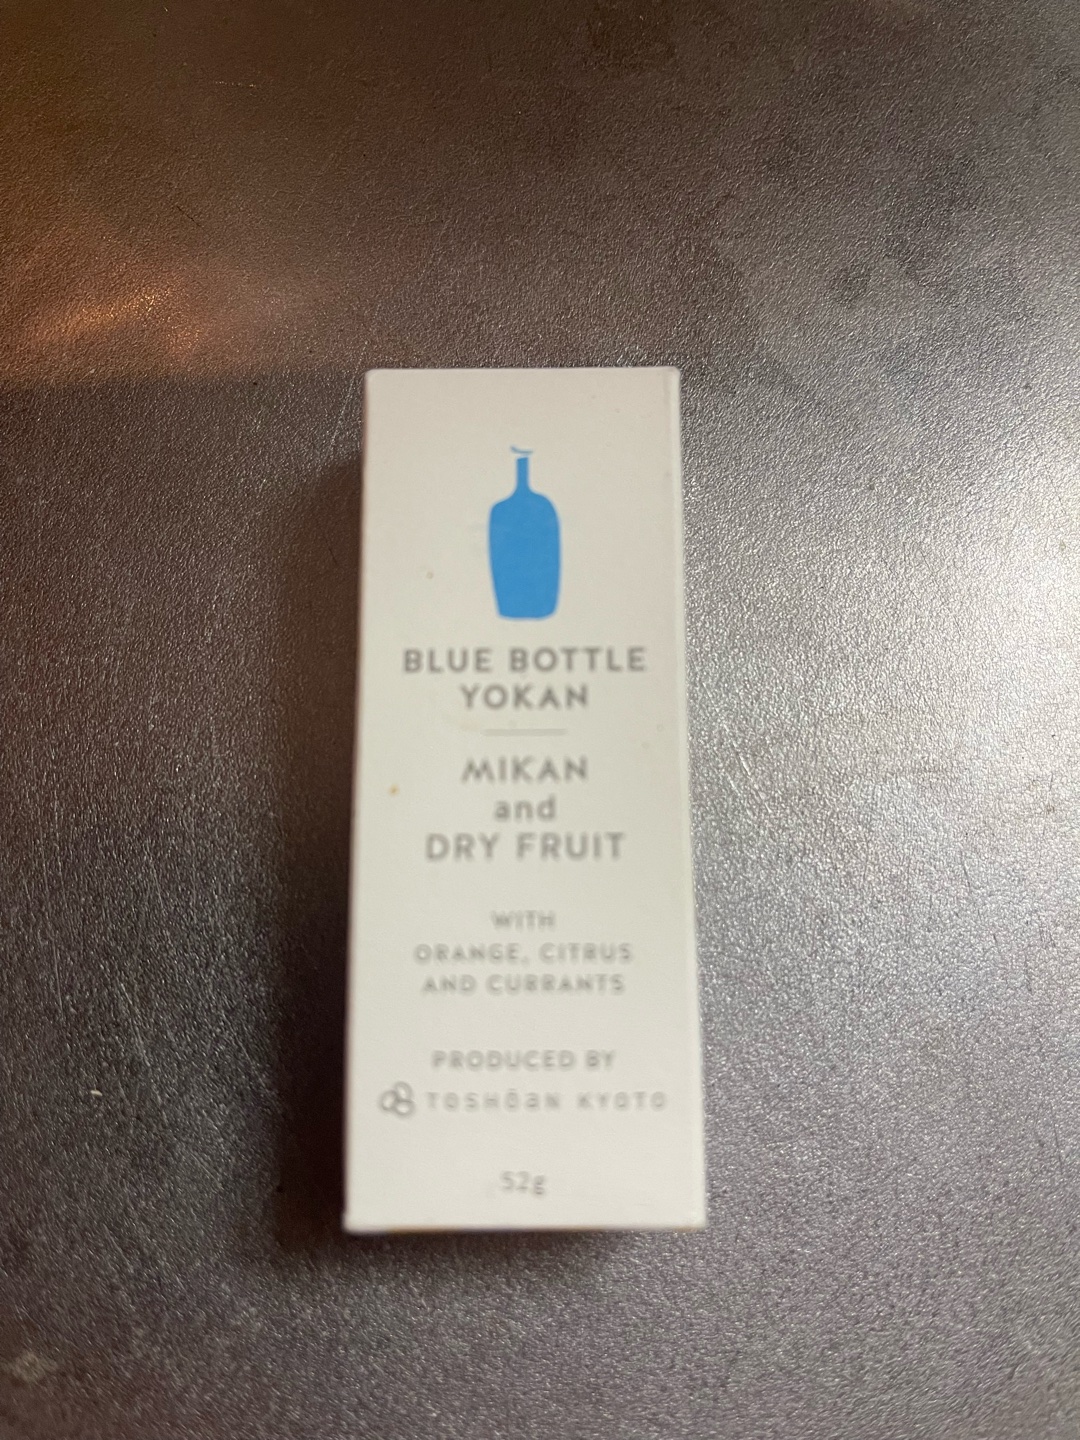 BLUE BOTTLE
YOKAN
MIKAN
and
DRY FRUIT
WITH
ORANGE, CITRUS
AND CURRANTS
PRODUCED BY
TOSHŌAN KYOTO
52g